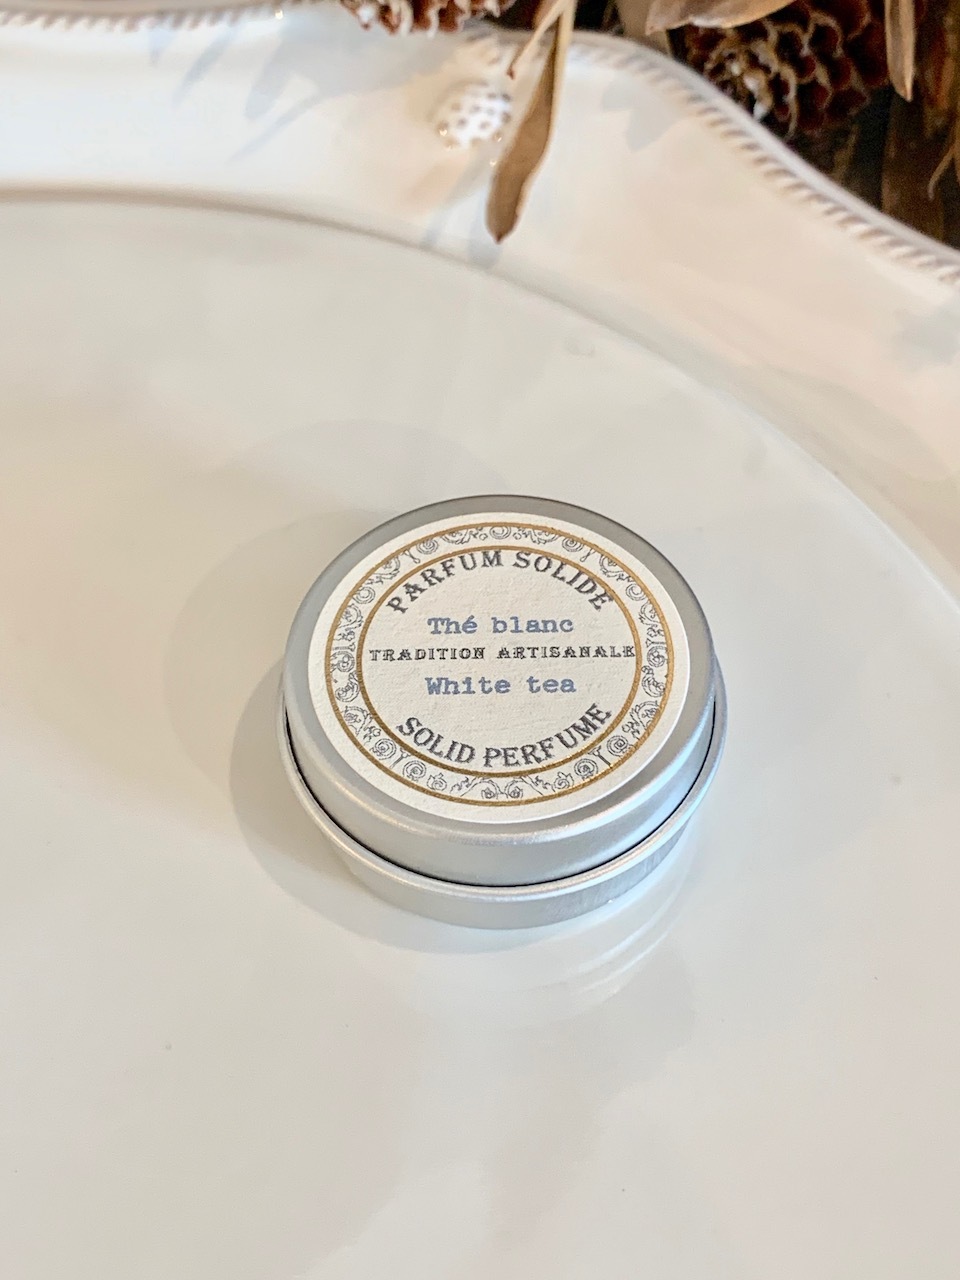 PARFUM SOLIDE
Thé blanc
TRADITION ARTISANALE
White tea
SOLID PERFUME